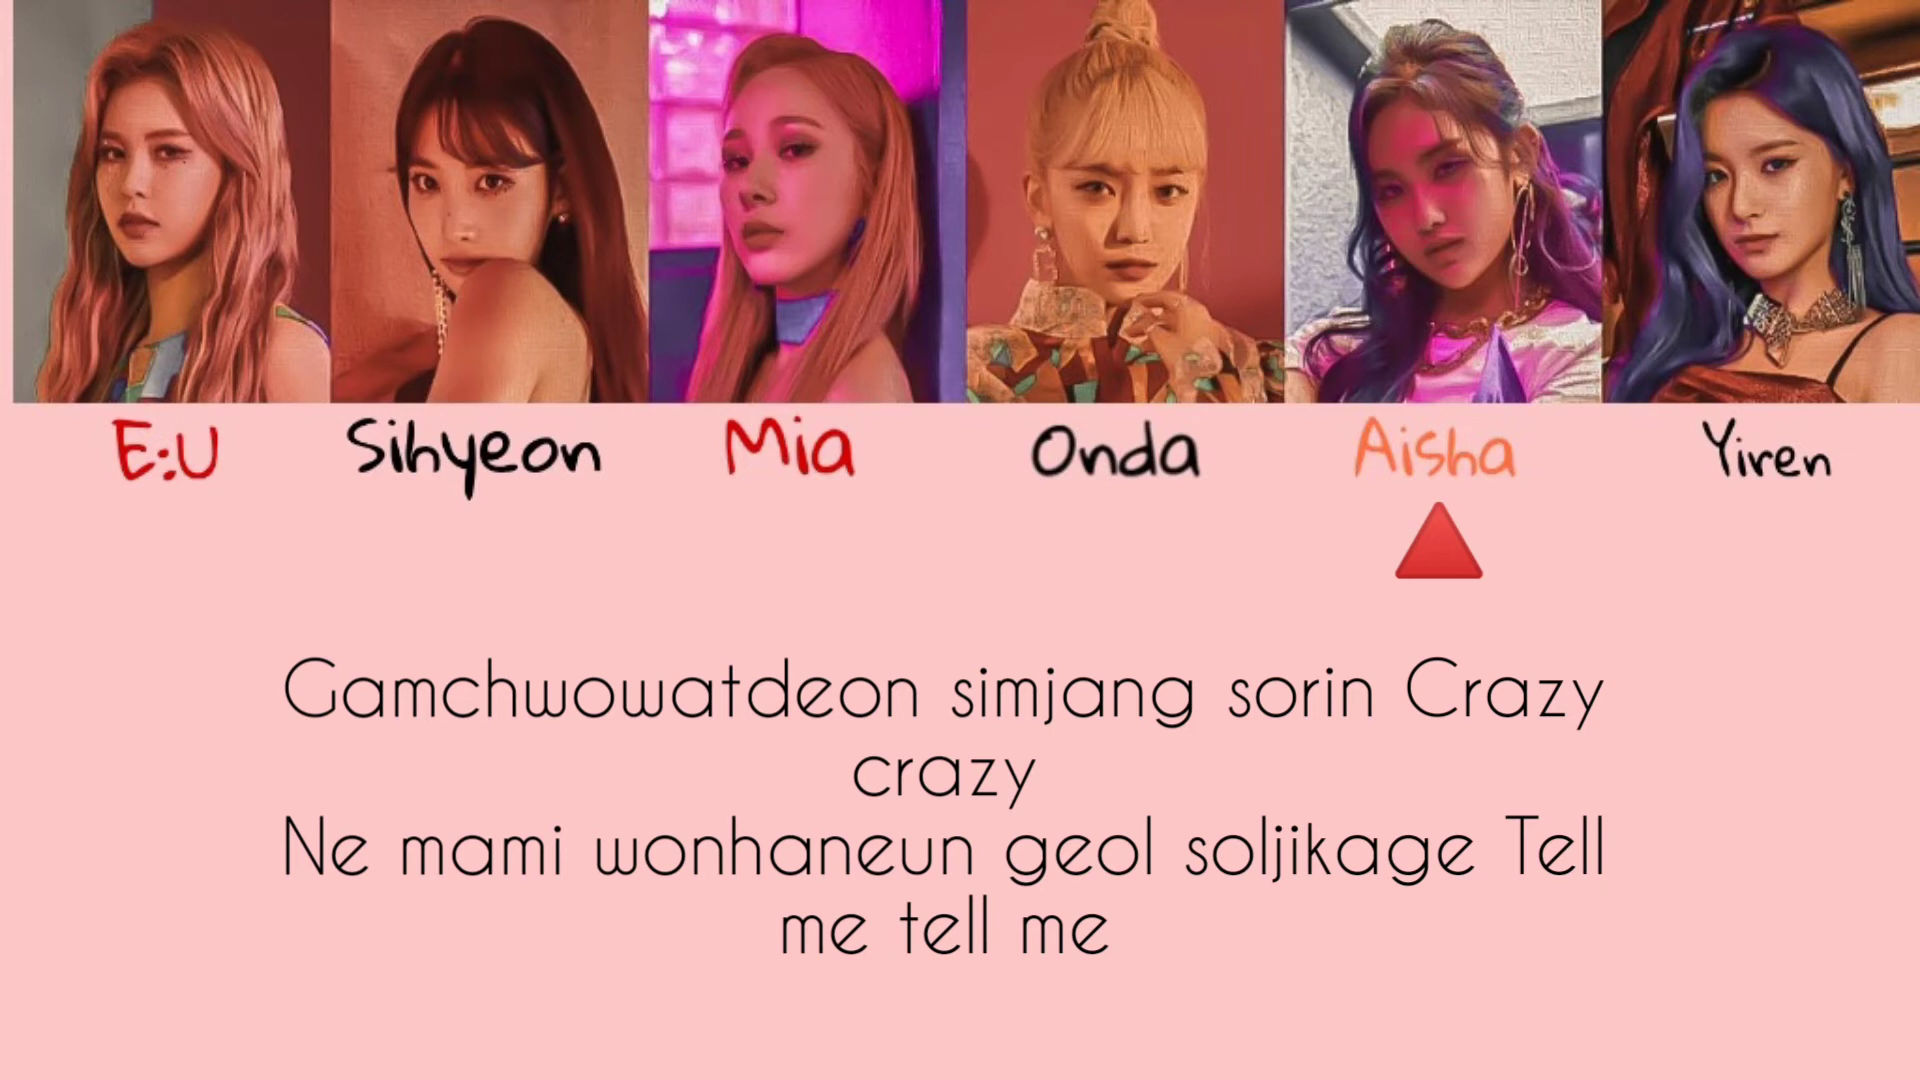 E:U Sihyeon Mia Onda Aisha Yiren
Gamchwowatdeon simjang sorin Crazy
crazy
Ne mami wonhaneun geol soljikage Tell
me tell me